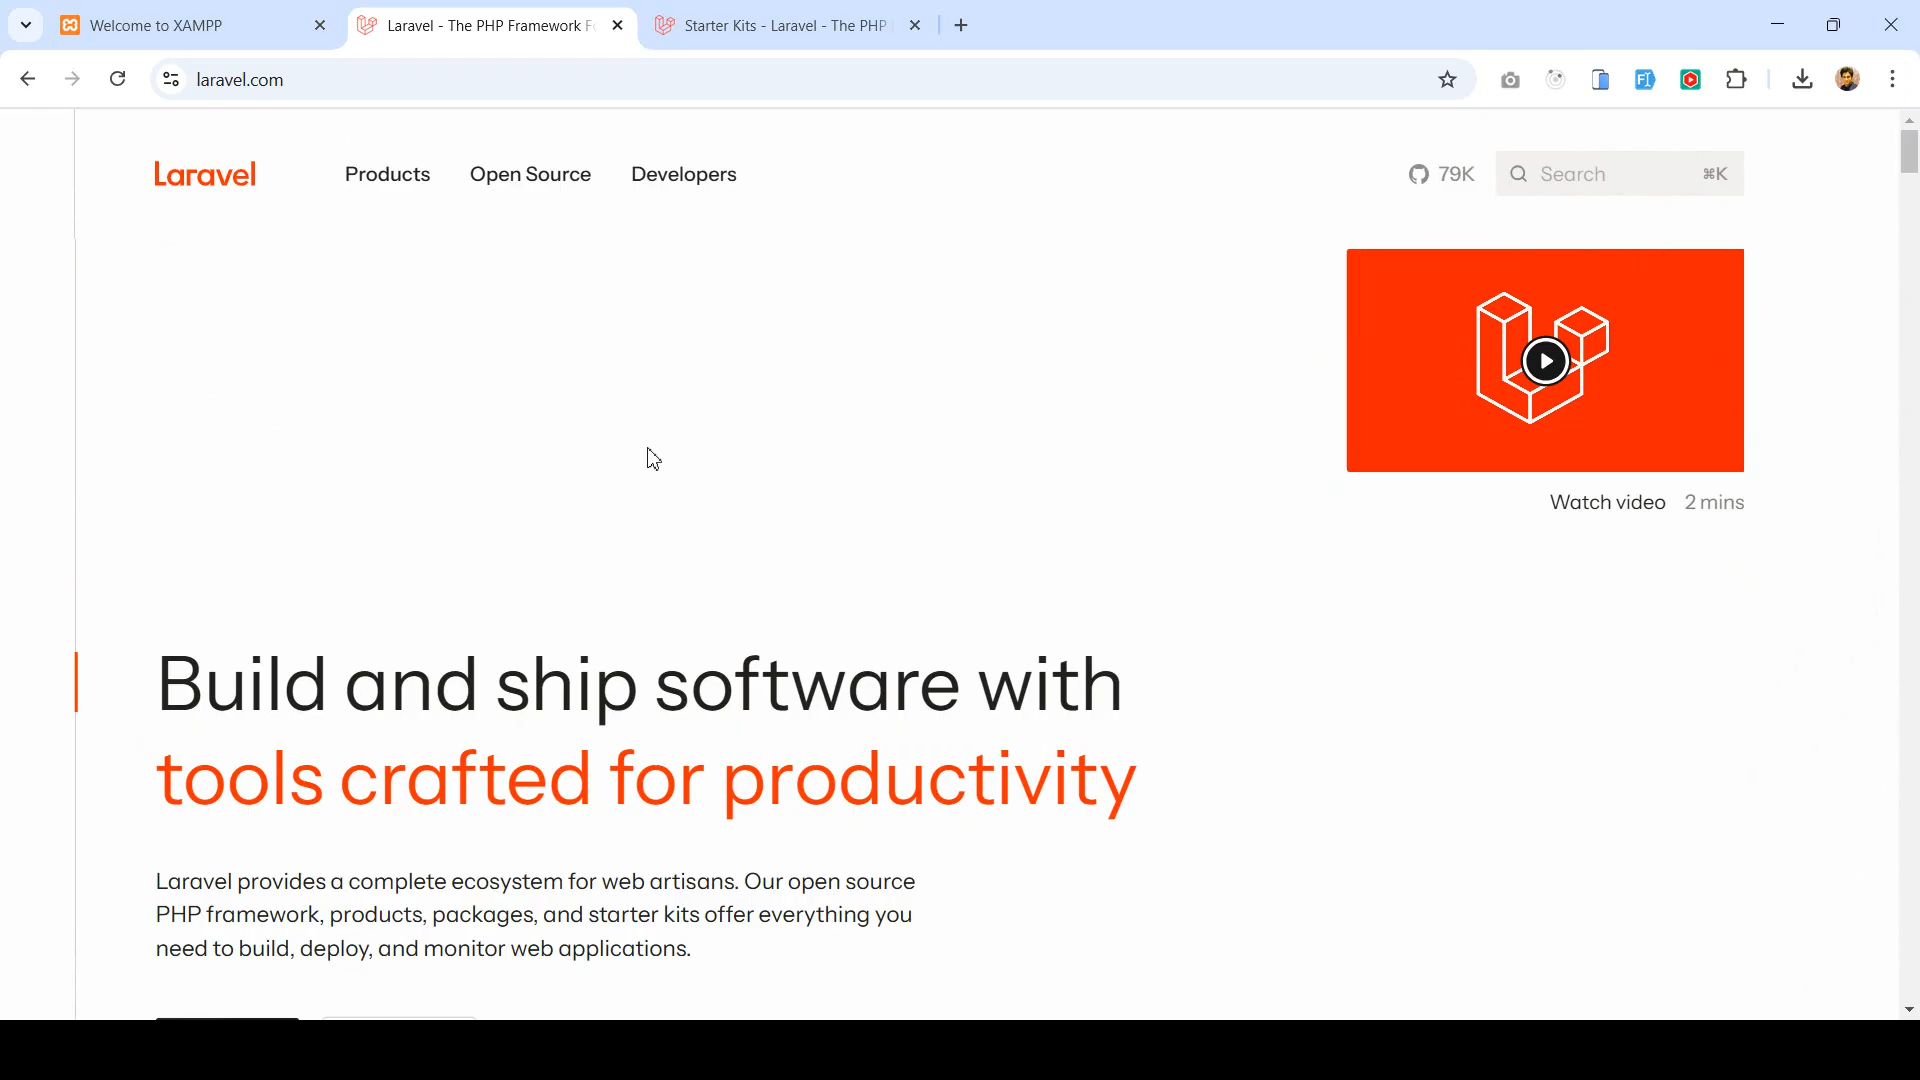 Welcome to XAMPP
Laravel - The PHP Framework F
Starter Kits - Laravel - The PHP
laravel.com
Laravel
Products
Open Source
Developers
79K
Search
⌘K
Watch video 2 mins
Build and ship software with
tools crafted for productivity
Laravel provides a complete ecosystem for web artisans. Our open source
PHP framework, products, packages, and starter kits offer everything you
need to build, deploy, and monitor web applications.